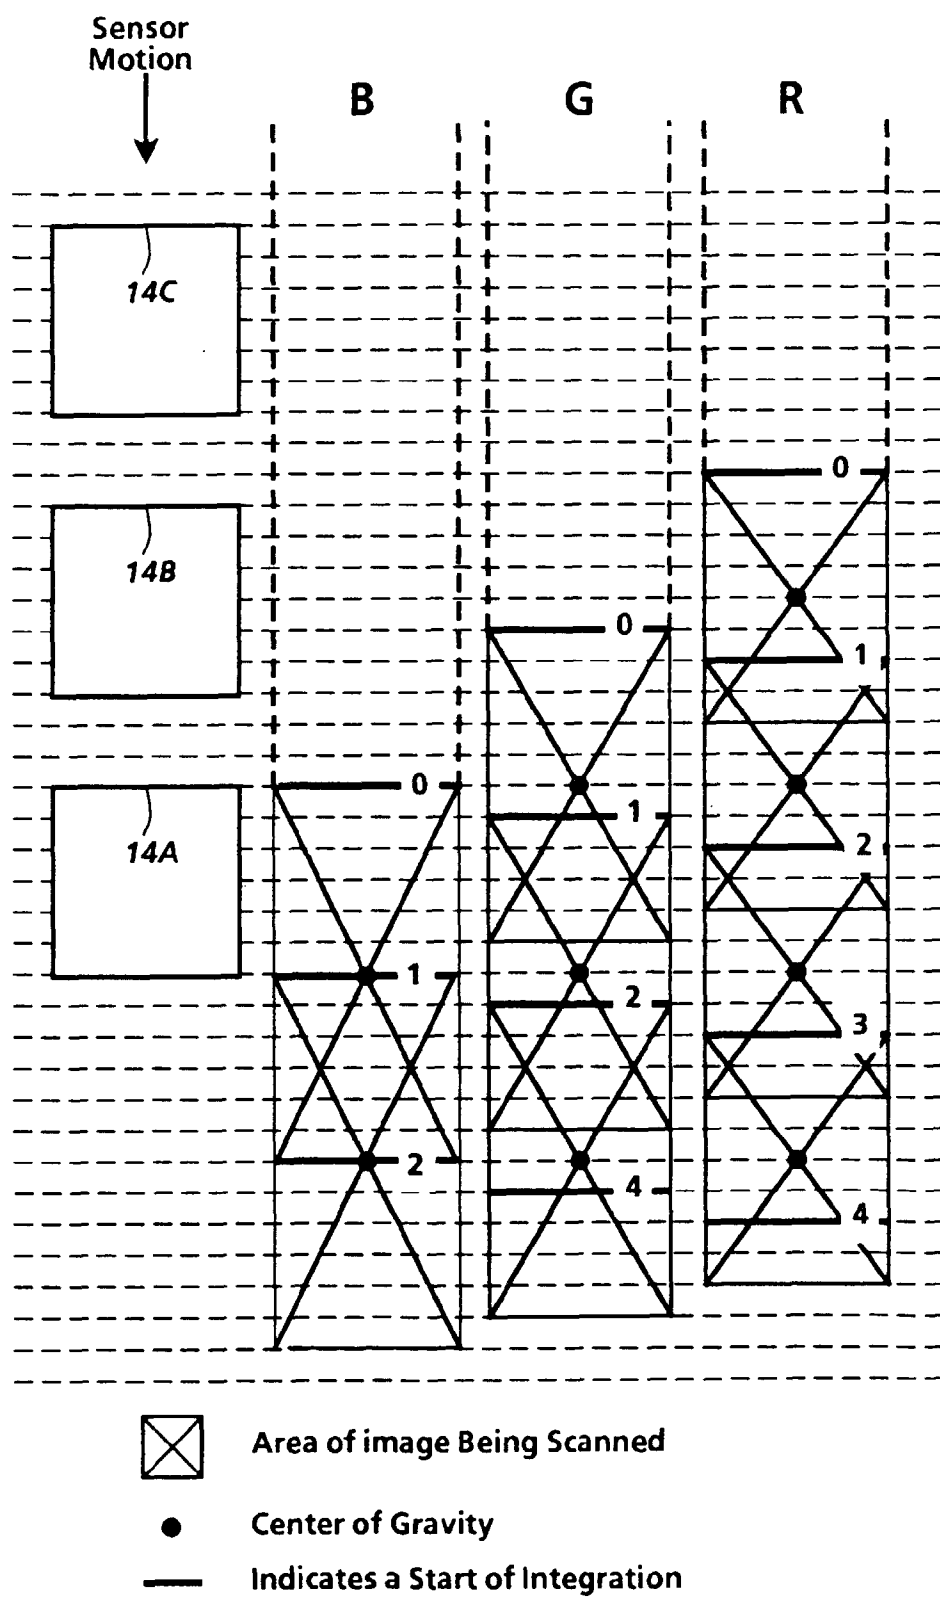 Sensor
Motion
B
G
R
14C
0
14B
0
1
0
1
2
14A
1
2
3
2
4
4
Area of image Being Scanned
Center of Gravity
Indicates a Start of Integration